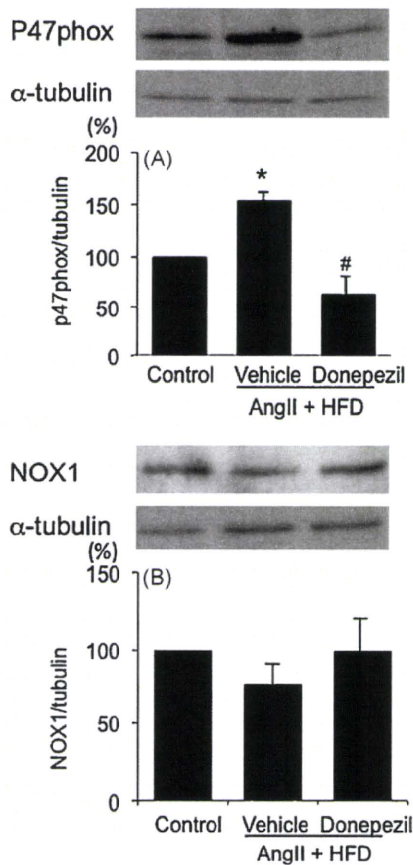 P47phox
α-tubulin
(%)
200
(A)
*
150
100
#
50
0
p47phox/tubulin
Control Vehicle Donepezil
AngII + HFD
NOX1
α-tubulin
(%)
150
(B)
100
50
0
NOX1/tubulin
Control Vehicle Donepezil
AngII + HFD